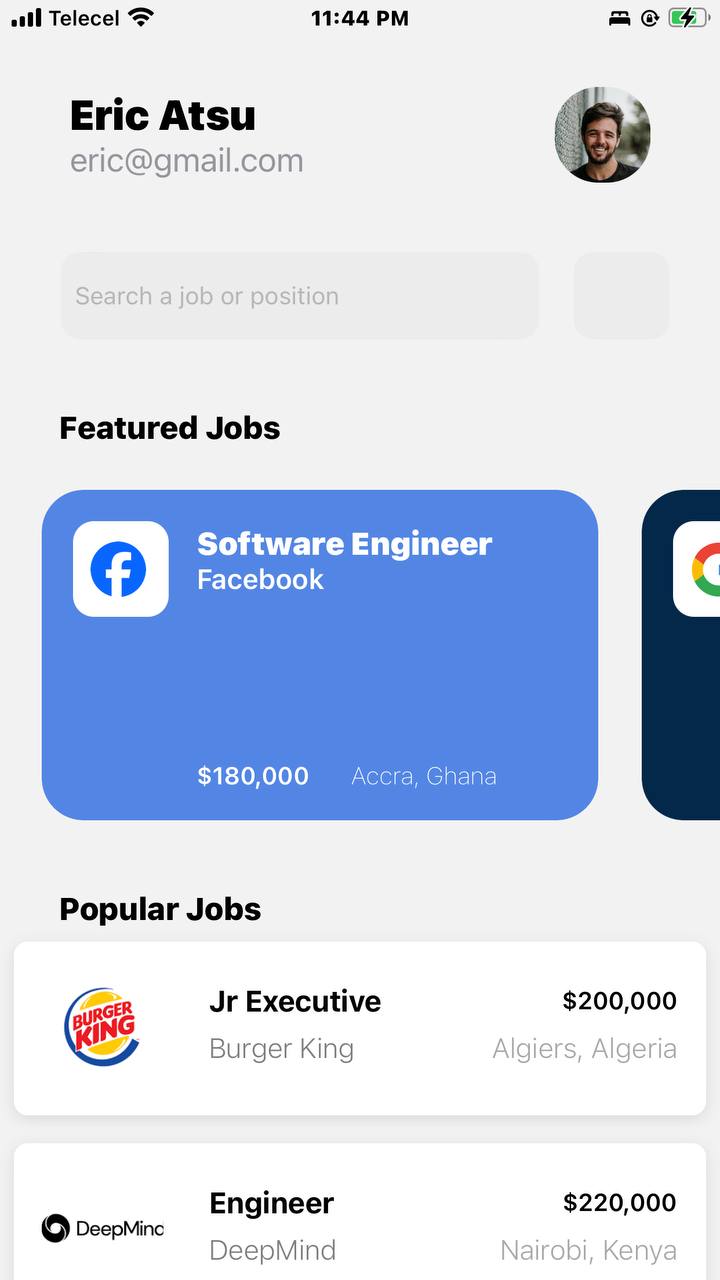 Telecel 11:44 PM
Eric Atsu
eric@gmail.com
Search a job or position
Featured Jobs
Software Engineer
Facebook
$180,000 Accra, Ghana
Popular Jobs
BURGER
KING
Jr Executive $200,000
Burger King Algiers, Algeria
DeepMind
Engineer $220,000
DeepMind Nairobi, Kenya